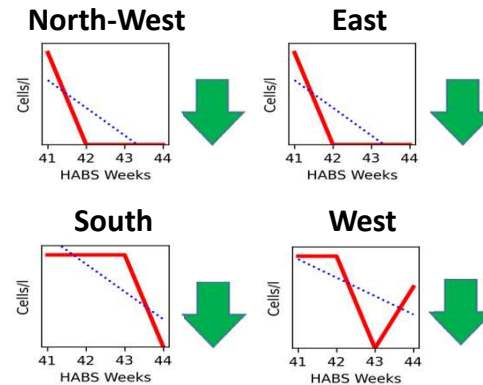 North-West
Cells/l
41 42 43 44
HABS Weeks
East
Cells/l
41 42 43 44
HABS Weeks
South
Cells/l
41 42 43 44
HABS Weeks
West
Cells/l
41 42 43 44
HABS Weeks